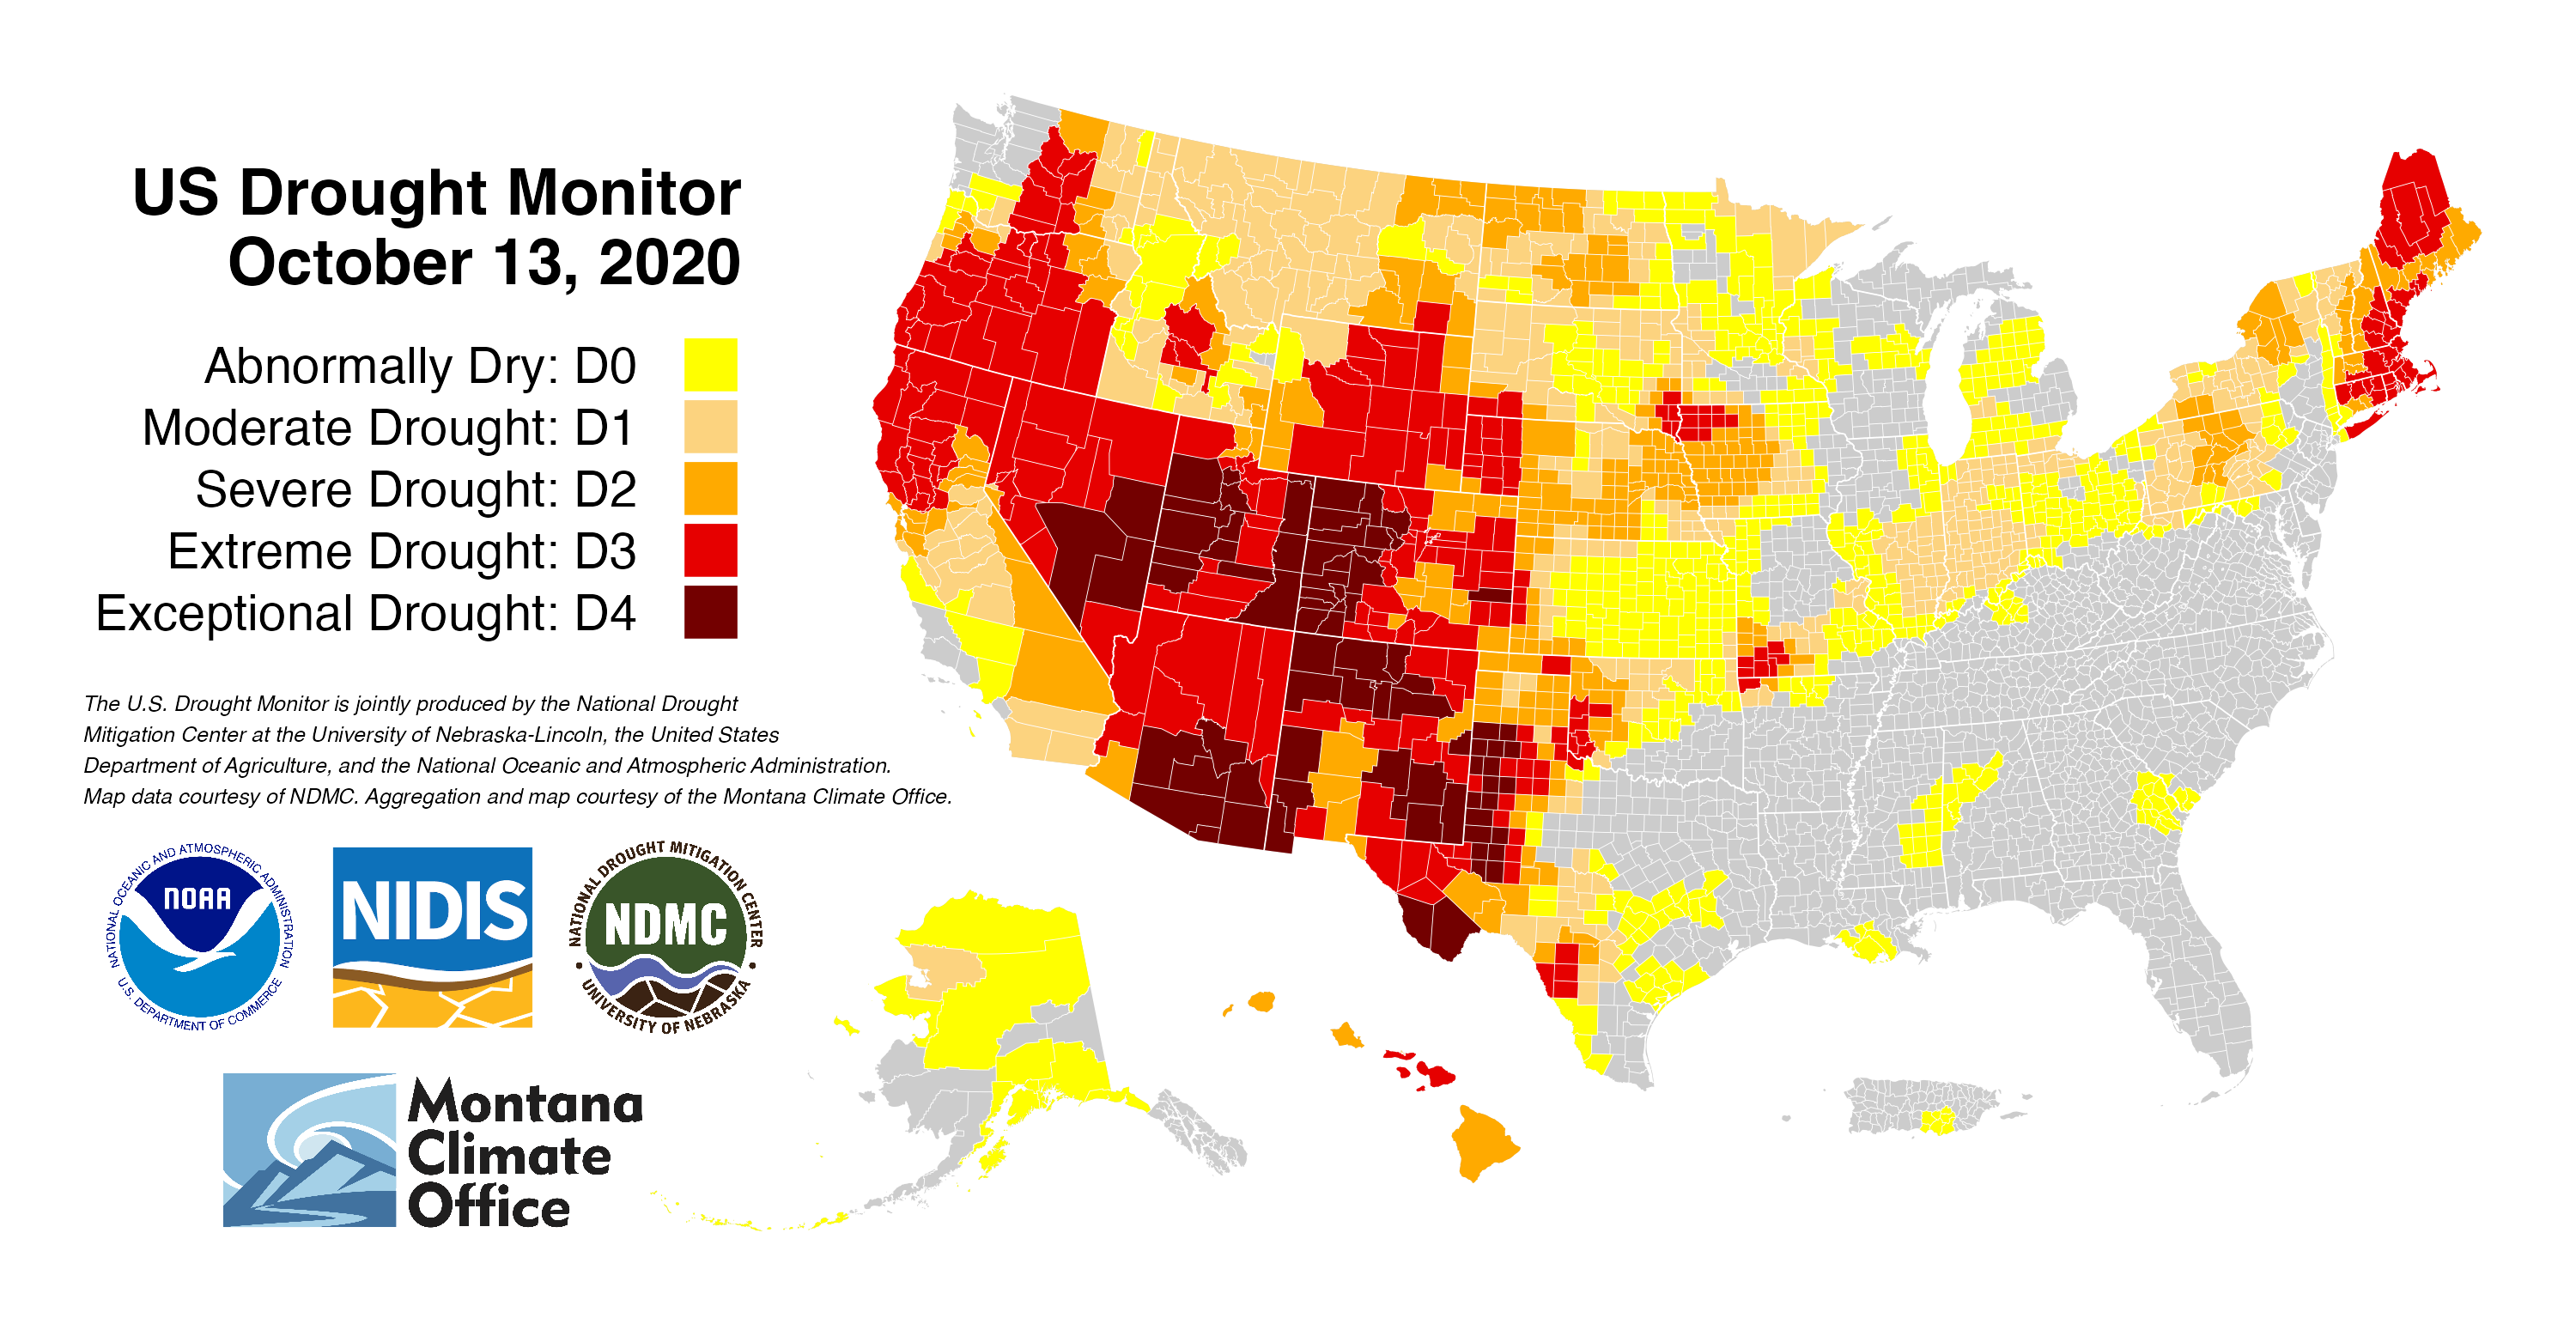 US Drought Monitor
October 13, 2020
Abnormally Dry: D0
Moderate Drought: D1
Severe Drought: D2
Extreme Drought: D3
Exceptional Drought: D4
The U.S. Drought Monitor is jointly produced by the National Drought
Mitigation Center at the University of Nebraska-Lincoln, the United States
Department of Agriculture, and the National Oceanic and Atmospheric Administration.
Map data courtesy of NDMC. Aggregation and map courtesy of the Montana Climate Office.
NATIONAL OCEANIC AND ATMOSPHERIC ADMINISTRATION
NOAA
U.S. DEPARTMENT OF COMMERCE
NIDIS
NATIONAL DROUGHT MITIGATION CENTER
NDMC
UNIVERSITY OF NEBRASKA
Montana
Climate
Office